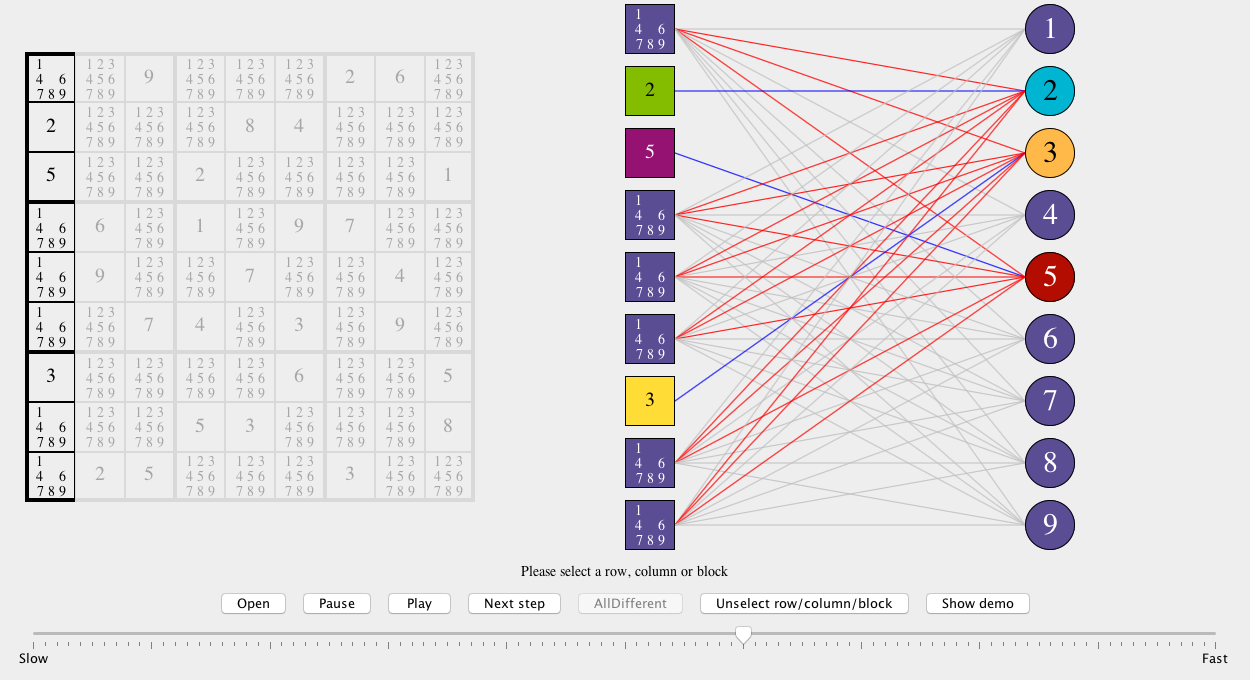 1 1 2 3 1 2 3 1 2 3 1 2 3 1 2 3
4 6 4 5 6 9 4 5 6 4 5 6 4 5 6 2 6 4 5 6
7 8 9 7 8 9 7 8 9 7 8 9 7 8 9 7 8 9
1 2 3 1 2 3 1 2 3 1 2 3 1 2 3 1 2 3
2 4 5 6 4 5 6 4 5 6 8 4 4 5 6 4 5 6 4 5 6
7 8 9 7 8 9 7 8 9 7 8 9 7 8 9 7 8 9
1 2 3 1 2 3 1 2 3 1 2 3 1 2 3 1 2 3
5 4 5 6 4 5 6 2 4 5 6 4 5 6 4 5 6 4 5 6 1
7 8 9 7 8 9 7 8 9 7 8 9 7 8 9 7 8 9
1 1 2 3 1 2 3 1 2 3 1 2 3
4 6 6 4 5 6 1 4 5 6 9 7 4 5 6 4 5 6
7 8 9 7 8 9 7 8 9 7 8 9 7 8 9
1 1 2 3 1 2 3 1 2 3 1 2 3 1 2 3
4 6 9 4 5 6 4 5 6 7 4 5 6 4 5 6 4 4 5 6
7 8 9 7 8 9 7 8 9 7 8 9 7 8 9 7 8 9
1 1 2 3 1 2 3 1 2 3 1 2 3
4 6 4 5 6 7 4 4 5 6 3 4 5 6 9 4 5 6
7 8 9 7 8 9 7 8 9 7 8 9 7 8 9
1 2 3 1 2 3 1 2 3 1 2 3 1 2 3 1 2 3
3 4 5 6 4 5 6 4 5 6 4 5 6 6 4 5 6 4 5 6 5
7 8 9 7 8 9 7 8 9 7 8 9 7 8 9 7 8 9
1 1 2 3 1 2 3 1 2 3 1 2 3 1 2 3
4 6 4 5 6 4 5 6 5 3 4 5 6 4 5 6 4 5 6 8
7 8 9 7 8 9 7 8 9 7 8 9 7 8 9 7 8 9
1 1 2 3 1 2 3 1 2 3 1 2 3 1 2 3
4 6 2 5 4 5 6 4 5 6 4 5 6 3 4 5 6 4 5 6
7 8 9 7 8 9 7 8 9 7 8 9 7 8 9 7 8 9
1
4 6
7 8 9
2
5
1
4 6
7 8 9
1
4 6
7 8 9
1
4 6
7 8 9
3
1
4 6
7 8 9
1
4 6
7 8 9
1
2
3
4
5
6
7
8
9
Please select a row, column or block
Open Pause Play Next step AllDifferent Unselect row/column/block Show demo
Slow Fast